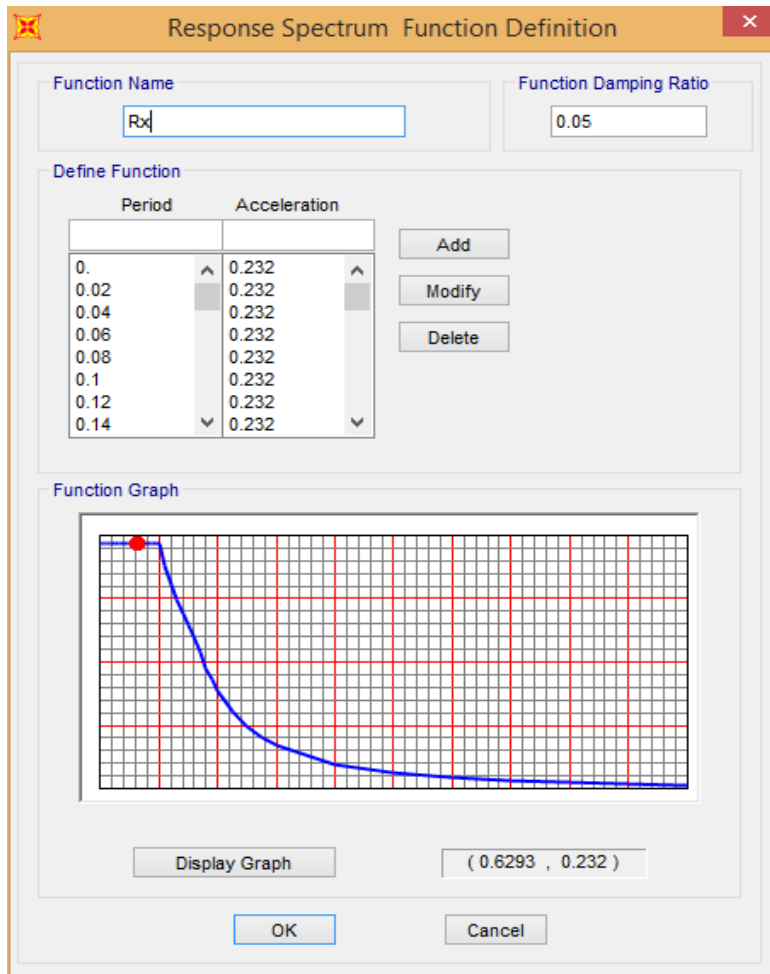 Response Spectrum Function Definition
Function Name
Function Damping Ratio
Rx
0.05
Define Function
Period Acceleration
Add
0. 0.232
0.02 0.232
Modify
0.04 0.232
0.06 0.232
Delete
0.08 0.232
0.1 0.232
0.12 0.232
0.14 0.232
Function Graph
Display Graph
( 0.6293 , 0.232 )
OK
Cancel